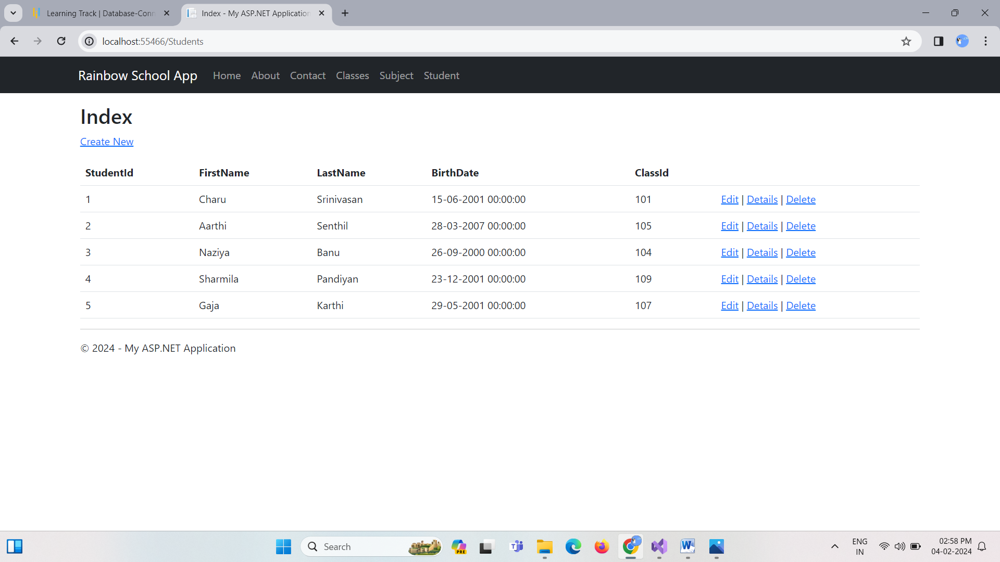 Learning Track | Database-Conn
Index - My ASP.NET Application
localhost:55466/Students
Rainbow School App Home About Contact Classes Subject Student
Index
Create New
StudentId FirstName LastName BirthDate ClassId
1 Charu Srinivasan 15-06-2001 00:00:00 101 Edit | Details | Delete
2 Aarthi Senthil 28-03-2007 00:00:00 105 Edit | Details | Delete
3 Naziya Banu 26-09-2000 00:00:00 104 Edit | Details | Delete
4 Sharmila Pandiyan 23-12-2001 00:00:00 109 Edit | Details | Delete
5 Gaja Karthi 29-05-2001 00:00:00 107 Edit | Details | Delete
© 2024 - My ASP.NET Application
Search
PRE
ENG
IN
02:58 PM
04-02-2024